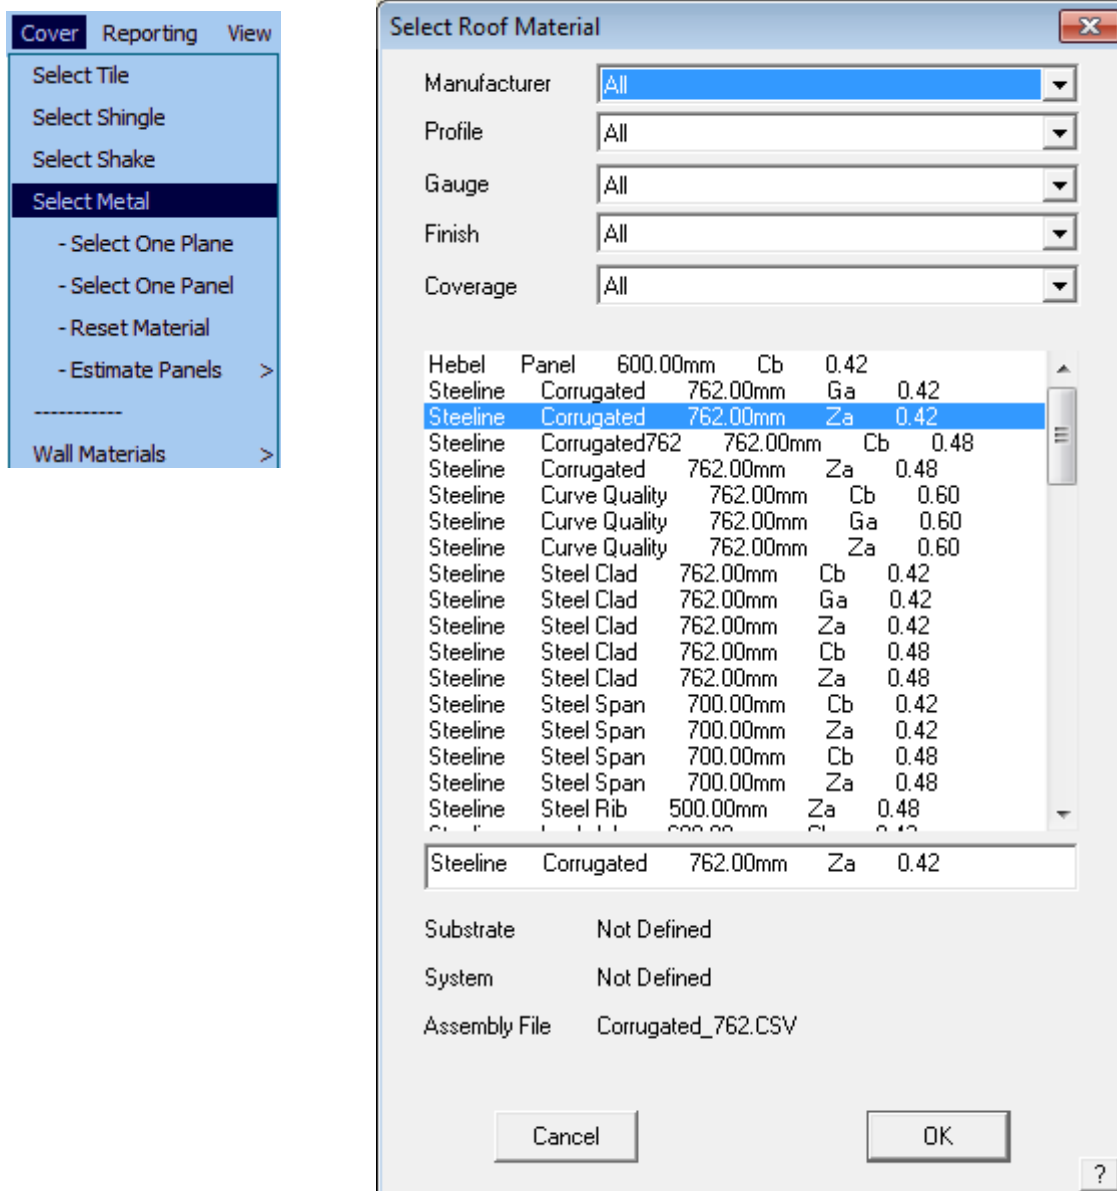 Cover Reporting View
Select Tile
Select Shingle
Select Shake
Select Metal
- Select One Plane
- Select One Panel
- Reset Material
- Estimate Panels >
-----------
Wall Materials >
Select Roof Material
Manufacturer All
Profile All
Gauge All
Finish All
Coverage All
Hebel Panel 600.00mm Cb 0.42
Steeline Corrugated 762.00mm Ga 0.42
Steeline Corrugated 762.00mm Za 0.42
Steeline Corrugated762 762.00mm Cb 0.48
Steeline Corrugated 762.00mm Za 0.48
Steeline Curve Quality 762.00mm Cb 0.60
Steeline Curve Quality 762.00mm Ga 0.60
Steeline Curve Quality 762.00mm Za 0.60
Steeline Steel Clad 762.00mm Cb 0.42
Steeline Steel Clad 762.00mm Ga 0.42
Steeline Steel Clad 762.00mm Za 0.42
Steeline Steel Clad 762.00mm Cb 0.48
Steeline Steel Clad 762.00mm Za 0.48
Steeline Steel Span 700.00mm Cb 0.42
Steeline Steel Span 700.00mm Za 0.42
Steeline Steel Span 700.00mm Cb 0.48
Steeline Steel Span 700.00mm Za 0.48
Steeline Steel Rib 500.00mm Za 0.48
Steeline Corrugated 762.00mm Za 0.42
Substrate Not Defined
System Not Defined
Assembly File Corrugated_762.CSV
Cancel OK
?